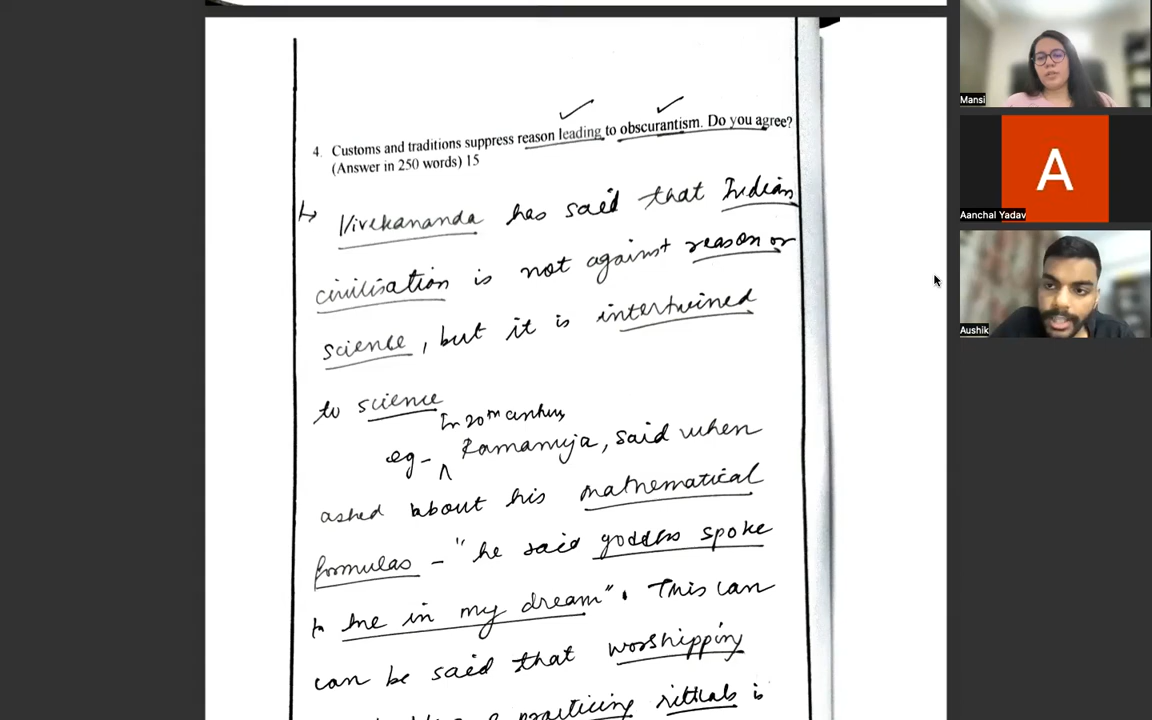 4. Customs and traditions suppress reason leading to obscurantism. Do you agree?
(Answer in 250 words) 15
Vivekananda has said that Indian
civilisation is not against reason or
science, but it is intertwined
to science
In 20th century
eg- Ramanuja, said when
asked about his mathematical
formulas - "he said goddess spoke
to me in my dream". This can
can be said that worshipping
practicing rituals is
Mansi
A
Aanchal Yadav
Aushik